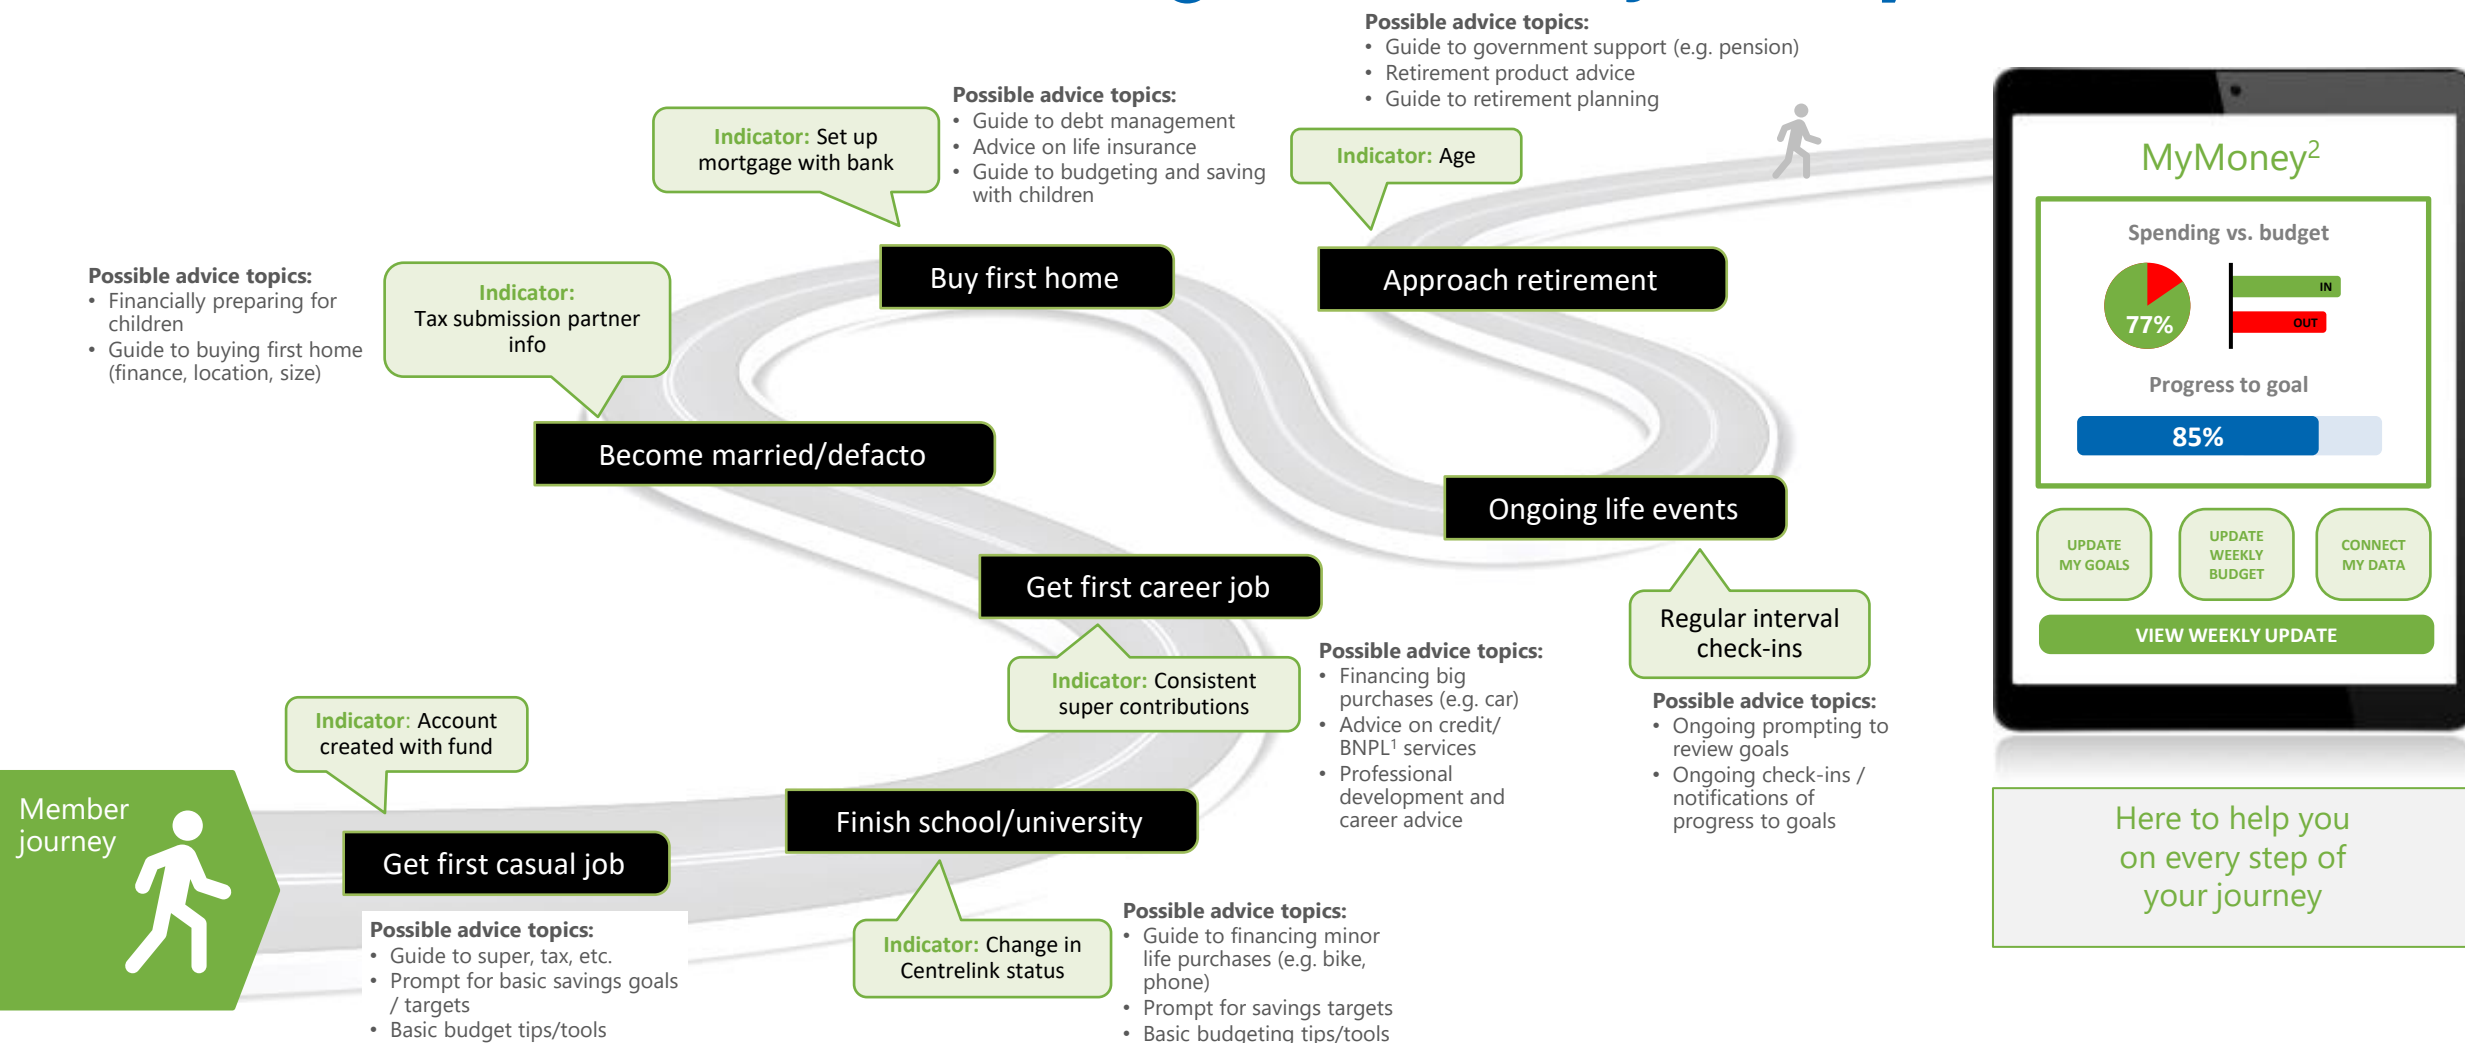 Possible advice topics:
• Guide to government support (e.g. pension)
• Retirement product advice
• Guide to retirement planning
Possible advice topics:
• Guide to debt management
• Advice on life insurance
• Guide to budgeting and saving
with children
Indicator: Set up
mortgage with bank
Indicator: Age
Buy first home
Approach retirement
Possible advice topics:
• Financially preparing for
children
• Guide to buying first home
(finance, location, size)
Indicator:
Tax submission partner
info
Become married/defacto
Ongoing life events
Get first career job
Regular interval
check-ins
Indicator: Consistent
super contributions
Possible advice topics:
• Financing big
purchases (e.g. car)
• Advice on credit/
BNPL¹ services
• Professional
development and
career advice
Possible advice topics:
• Ongoing prompting to
review goals
• Ongoing check-ins /
notifications of
progress to goals
Indicator: Account
created with fund
Member
journey
Get first casual job
Finish school/university
Possible advice topics:
• Guide to super, tax, etc.
• Prompt for basic savings goals
/ targets
• Basic budget tips/tools
Indicator: Change in
Centrelink status
Possible advice topics:
• Guide to financing minor
life purchases (e.g. bike,
phone)
• Prompt for savings targets
• Basic budgeting tips/tools
MyMoney²
Spending vs. budget
77%
IN
OUT
Progress to goal
85%
UPDATE
MY GOALS
UPDATE
WEEKLY
BUDGET
CONNECT
MY DATA
VIEW WEEKLY UPDATE
Here to help you
on every step of
your journey